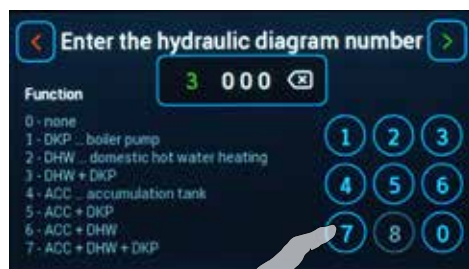 < Enter the hydraulic diagram number >
3 000
Function
0 - none
1 - DKP ... boiler pump
2 - DHW ... domestic hot water heating
3 - DHW + DKP
4 - ACC ... accumulation tank
5 - ACC + DKP
6 - ACC + DHW
7 - ACC + DHW + DKP
1 2 3
4 5 6
7 8 0